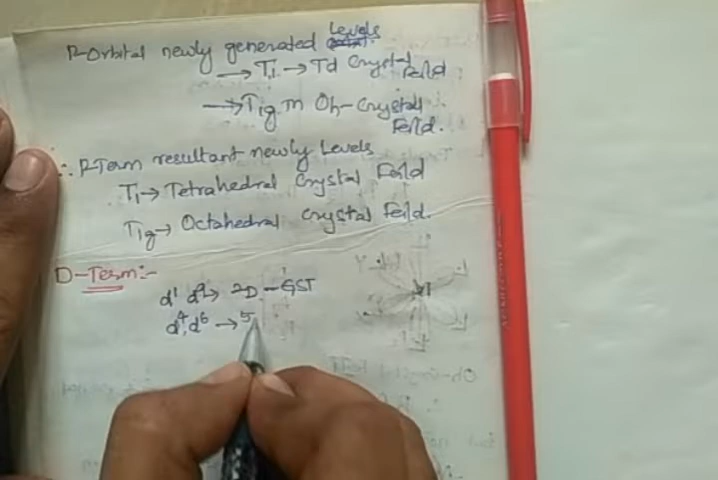 P-Orbital newly generated Levels
→ T1 → Td Crystal Feild
→ T1g in Oh-Crystal Feild.
∴ P-Term resultant newly Levels
T1 → Tetrahedral Crystal Feild
T1g → Octahedral Crystal Feild.
D-Term:-
d1 d9 → 2D - GST
d4, d6 → 5